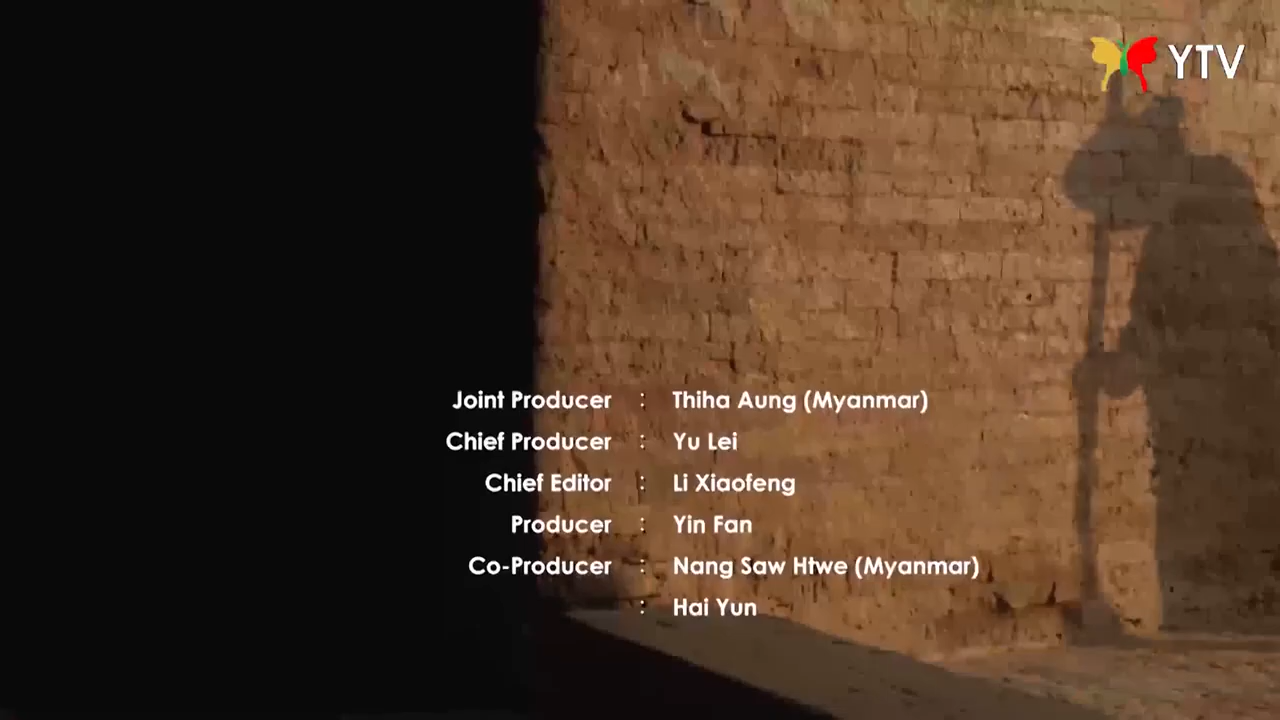 YTV
Joint Producer : Thiha Aung (Myanmar)
Chief Producer : Yu Lei
Chief Editor : Li Xiaofeng
Producer : Yin Fan
Co-Producer : Nang Saw Htwe (Myanmar)
: Hai Yun